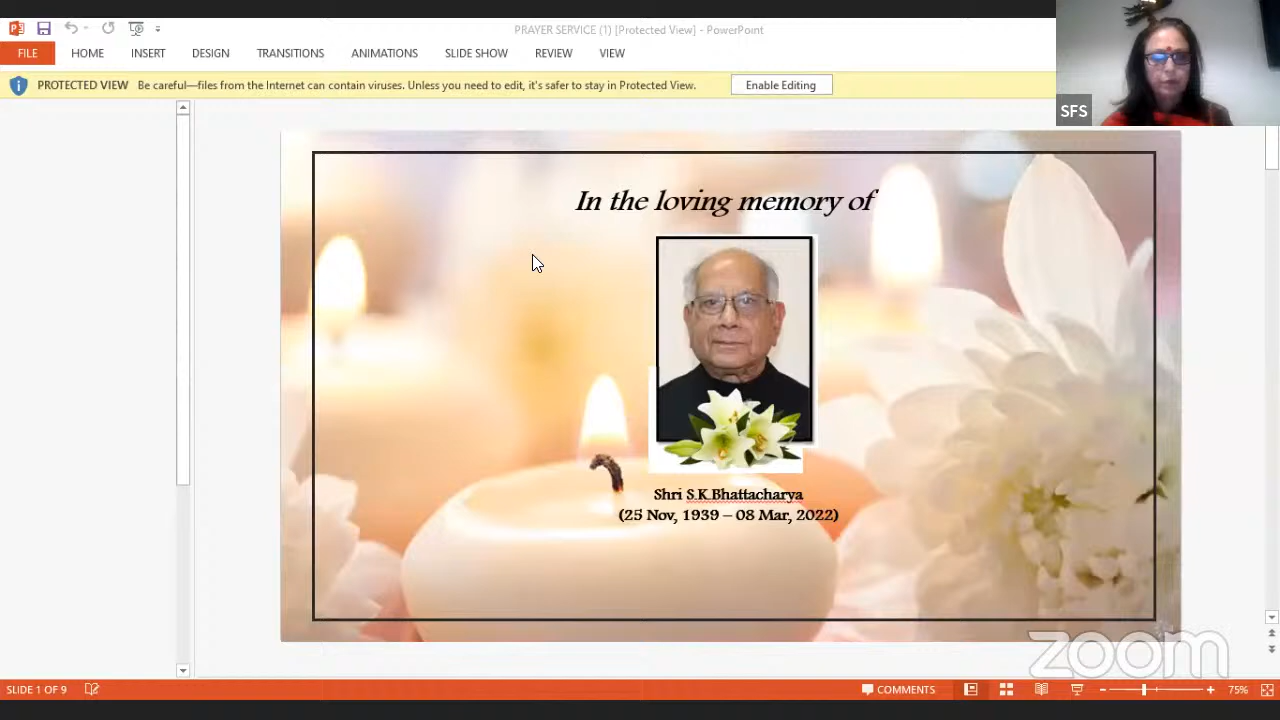 PRAYER SERVICE (1) [Protected View] - PowerPoint
FILE HOME INSERT DESIGN TRANSITIONS ANIMATIONS SLIDE SHOW REVIEW VIEW
PROTECTED VIEW Be careful—files from the Internet can contain viruses. Unless you need to edit, it's safer to stay in Protected View. Enable Editing
SFS
In the loving memory of
Shri S.K.Bhattacharya
(25 Nov, 1939 – 08 Mar, 2022)
zoom
SLIDE 1 OF 9 COMMENTS 75%